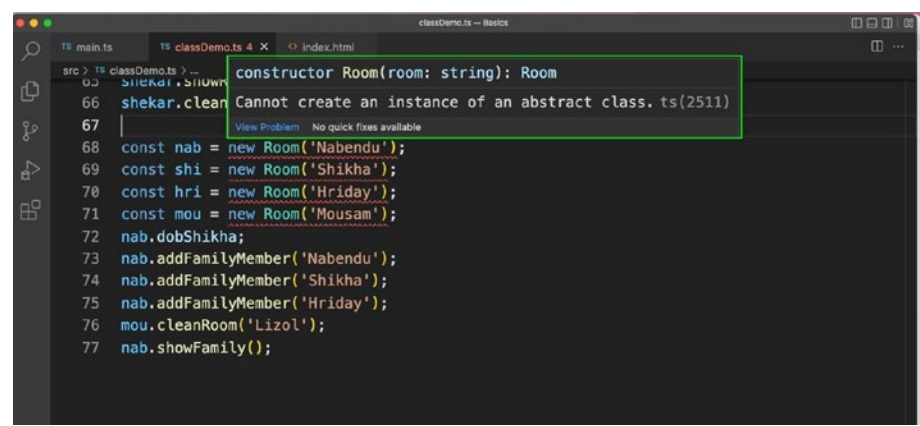 classDemo.ts — Basics
TS main.ts
TS classDemo.ts 4 ×
<> index.html
src > TS classDemo.ts > ...
constructor Room(room: string): Room
65
66 shekar.clean
Cannot create an instance of an abstract class. ts(2511)
67
View Problem No quick fixes available
68 const nab = new Room('Nabendu');
69 const shi = new Room('Shikha');
70 const hri = new Room('Hriday');
71 const mou = new Room('Mousam');
72 nab.dobShikha;
73 nab.addFamilyMember('Nabendu');
74 nab.addFamilyMember('Shikha');
75 nab.addFamilyMember('Hriday');
76 mou.cleanRoom('Lizol');
77 nab.showFamily();